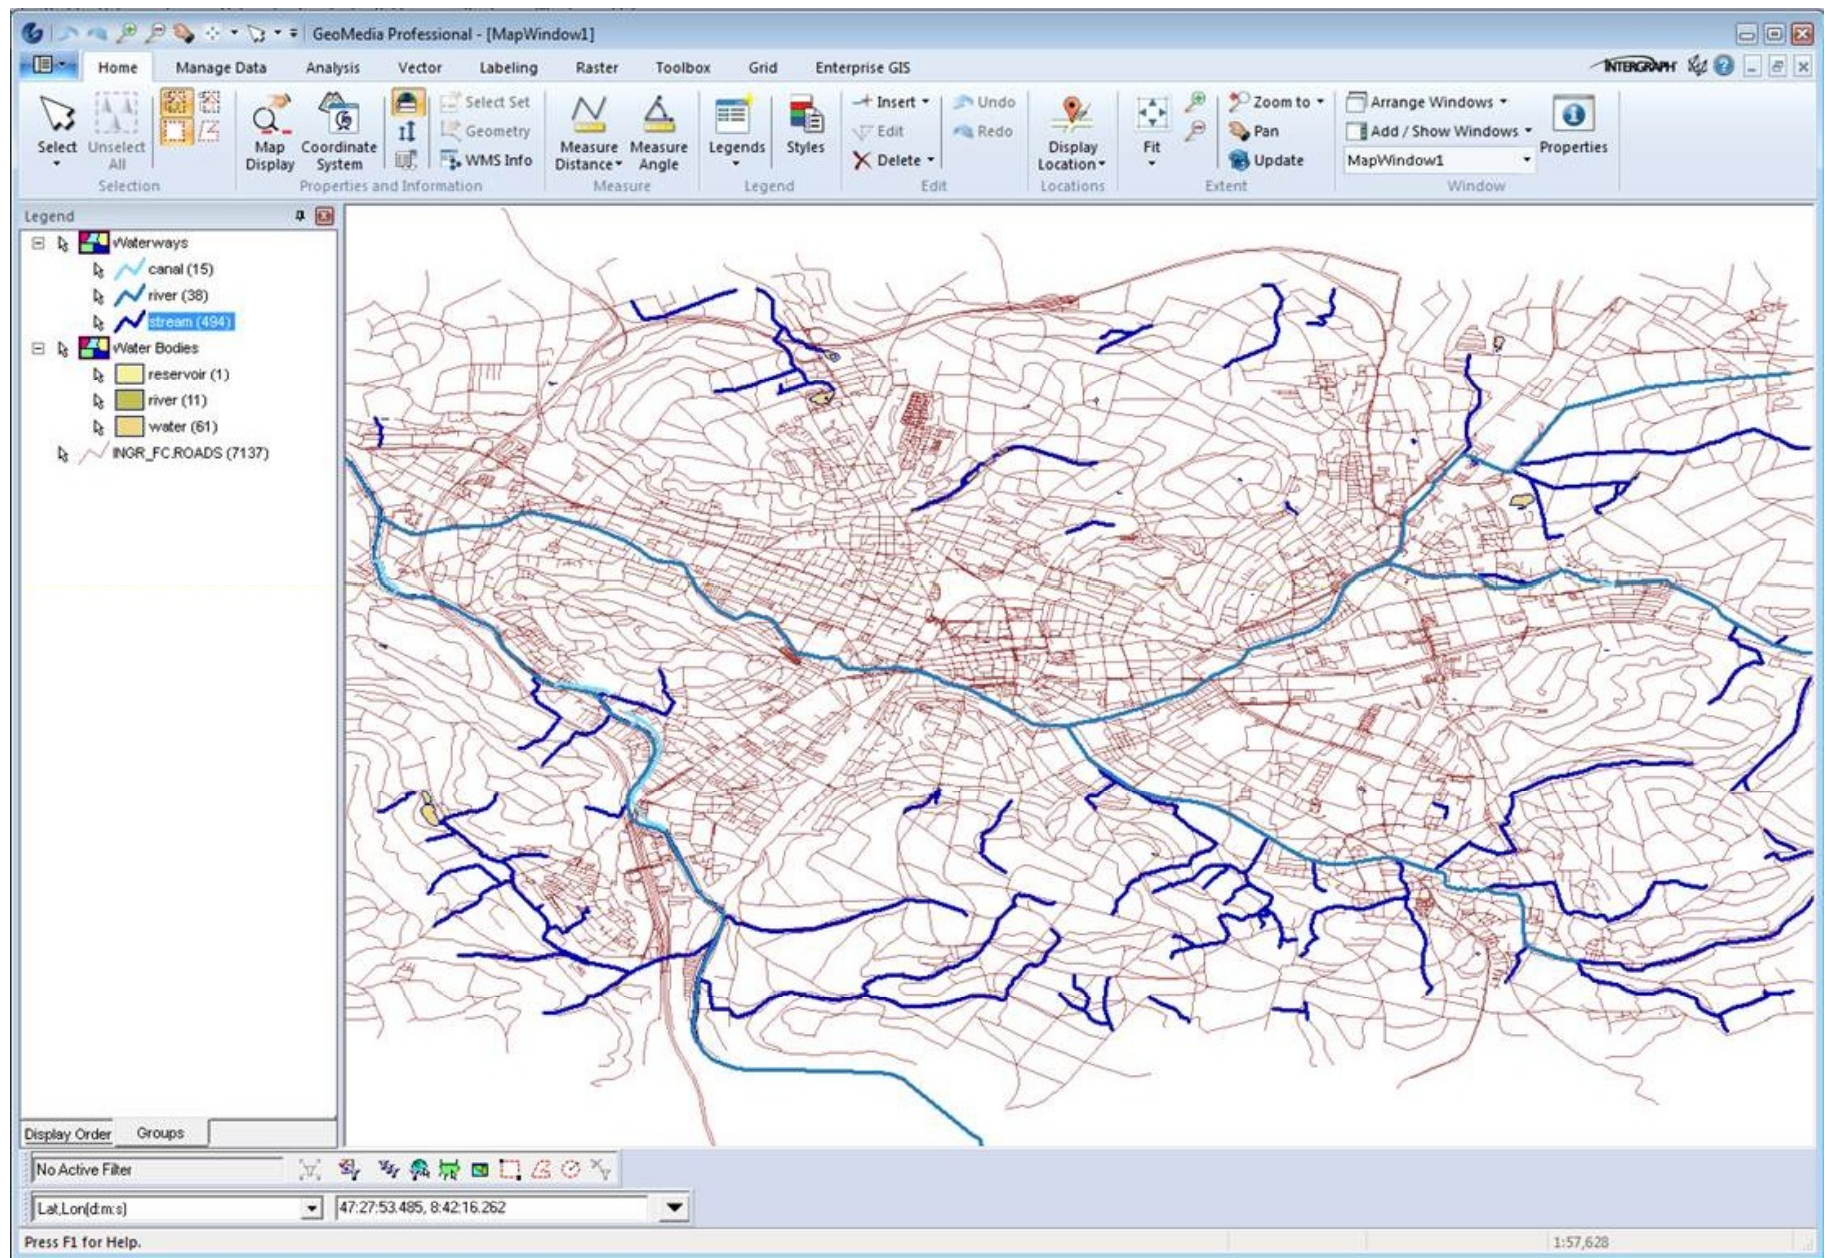 GeoMedia Professional - [MapWindow1]
Home Manage Data Analysis Vector Labeling Raster Toolbox Grid Enterprise GIS INTERGRAPH
Select
Unselect All
Selection
Map Display
Coordinate System
Select Set
Geometry
WMS Info
Properties and Information
Measure Distance
Measure Angle
Measure
Legends
Styles
Legend
Insert
Edit
Delete
Undo
Redo
Edit
Display Location
Locations
Fit
Zoom to
Pan
Update
Extent
Arrange Windows
Add / Show Windows
MapWindow1
Properties
Window
Legend
Waterways
canal (15)
river (38)
stream (494)
Water Bodies
reservoir (1)
river (11)
water (61)
INGR_FC.ROADS (7137)
Display Order Groups
No Active Filter
Lat,Lon(d:m:s) 47:27:53.485, 8:42:16.262
Press F1 for Help. 1:57,628